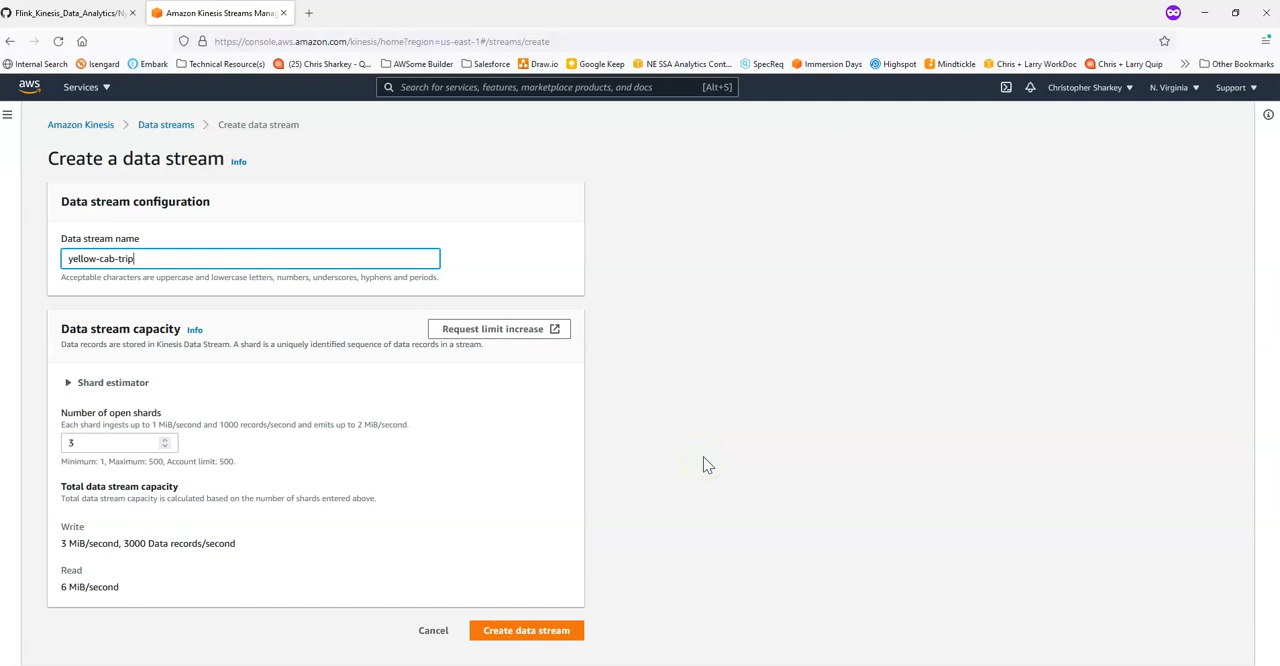 Flink_Kinesis_Data_Analytics/Ny
Amazon Kinesis Streams Manag
https://console.aws.amazon.com/kinesis/home?region=us-east-1#/streams/create
Internal Search Isengard Embark Technical Resource(s) (25) Chris Sharkey - Q... AWSome Builder Salesforce Draw.io Google Keep NE SSA Analytics Cont... SpecReq Immersion Days Highspot Mindtickle Chris + Larry WorkDoc Chris + Larry Quip Other Bookmarks
aws Services Search for services, features, marketplace products, and docs [Alt+S] Christopher Sharkey N. Virginia Support
Amazon Kinesis Data streams Create data stream
Create a data stream Info
Data stream configuration
Data stream name
yellow-cab-trip
Acceptable characters are uppercase and lowercase letters, numbers, underscores, hyphens and periods.
Data stream capacity Info
Request limit increase
Data records are stored in Kinesis Data Stream. A shard is a uniquely identified sequence of data records in a stream.
Shard estimator
Number of open shards
Each shard ingests up to 1 MiB/second and 1000 records/second and emits up to 2 MiB/second.
3
Minimum: 1, Maximum: 500, Account limit: 500.
Total data stream capacity
Total data stream capacity is calculated based on the number of shards entered above.
Write
3 MiB/second, 3000 Data records/second
Read
6 MiB/second
Cancel Create data stream